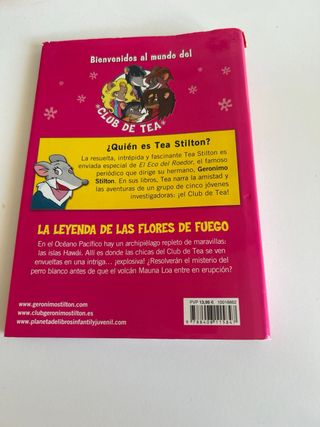 Bienvenidos al mundo del
CLUB DE TEA
¿Quién es Tea Stilton?
La resuelta, intrépida y fascinante Tea Stilton es
enviada especial de El Eco del Roedor, el famoso
periódico que dirige su hermano, Geronimo
Stilton. En sus libros, Tea narra la amistad y
las aventuras de un grupo de cinco jóvenes
investigadoras: ¡el Club de Tea!
LA LEYENDA DE LAS FLORES DE FUEGO
En el Océano Pacífico hay un archipiélago repleto de maravillas:
las islas Hawái. Allí es donde las chicas del Club de Tea se ven
envueltas en una intriga... ¡explosiva! ¿Resolverán el misterio del
perro blanco antes de que el volcán Mauna Loa entre en erupción?
www.geronimostilton.com
www.clubgeronimostilton.es
www.planetadelibrosinfantilyjuvenil.com
PVP 13,95 € 10018862
9 788408 115847